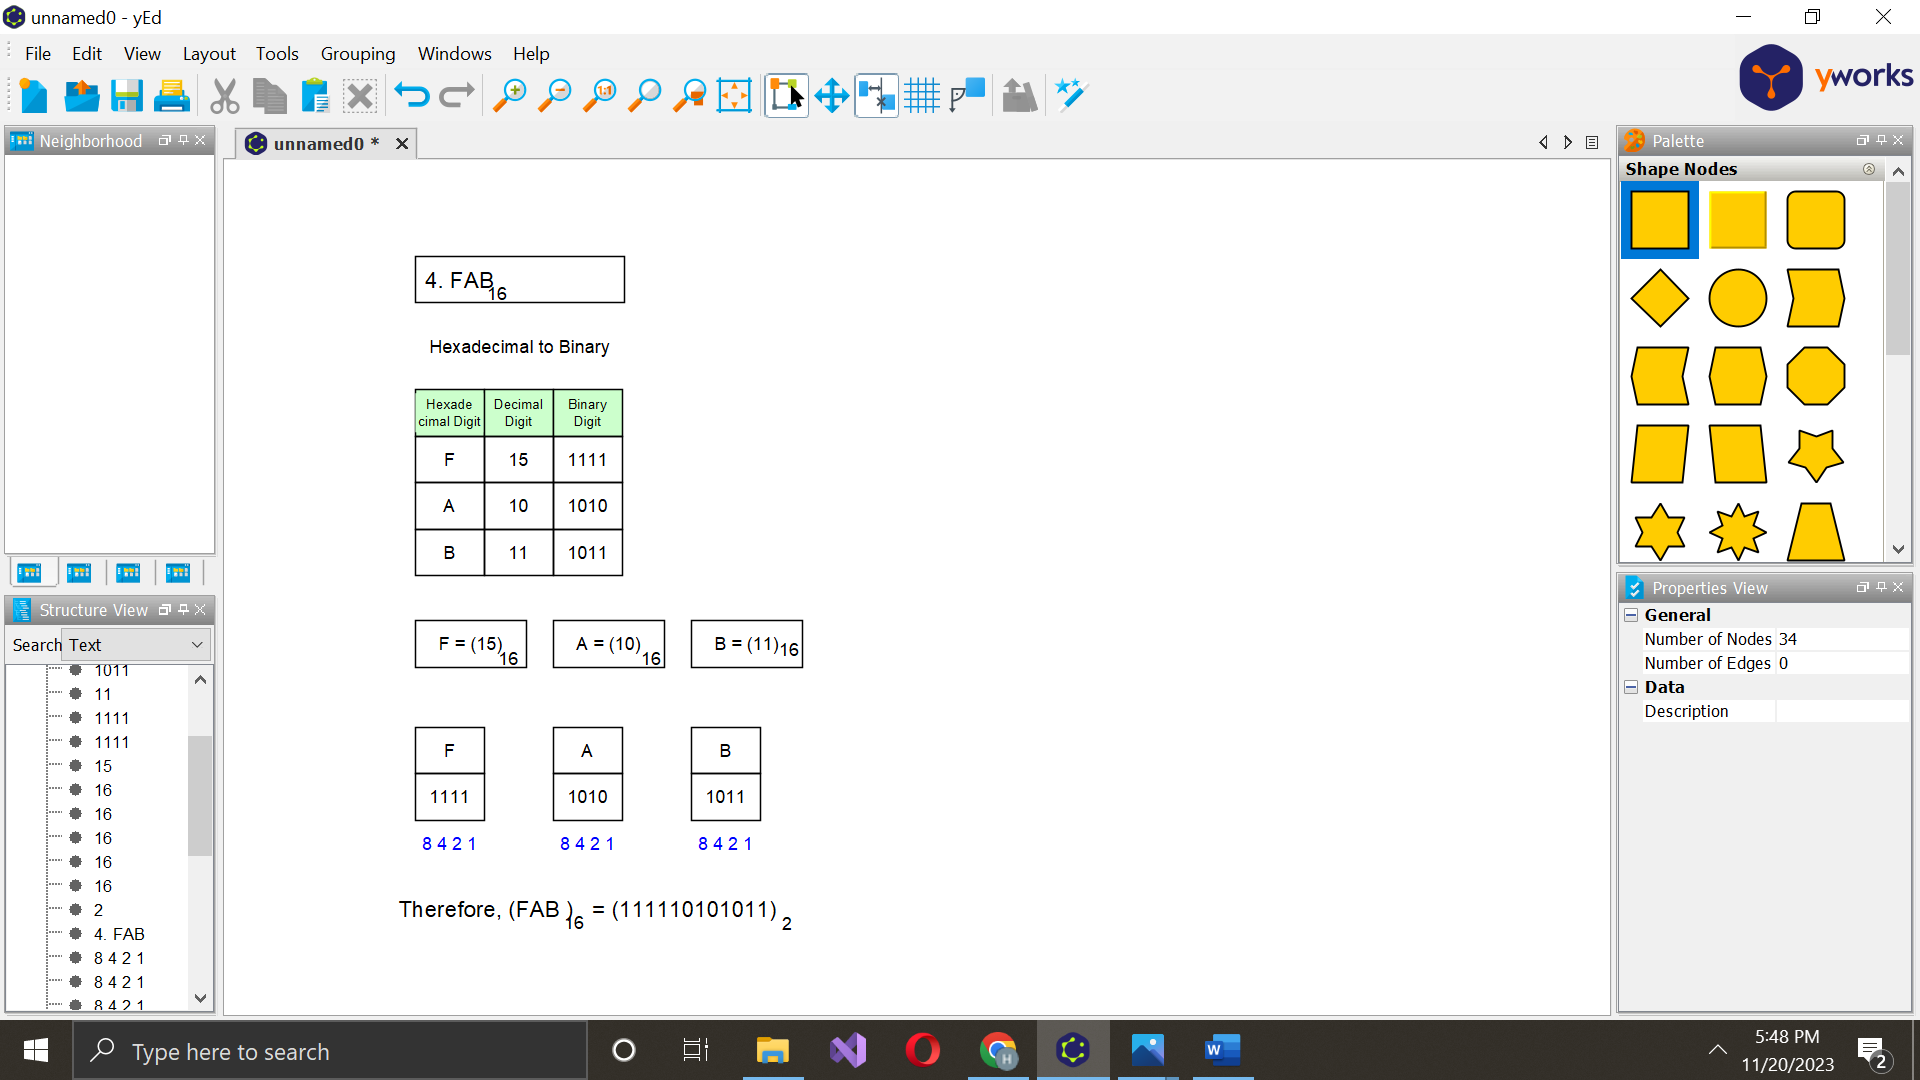 unnamed0 - yEd
File Edit View Layout Tools Grouping Windows Help
1:1
yworks
Neighborhood
unnamed0 *
Palette
Shape Nodes
4. FAB16
Hexadecimal to Binary
Hexade Decimal Binary
cimal Digit Digit Digit
F 15 1111
A 10 1010
B 11 1011
F = (15)16 A = (10)16 B = (11)16
F A B
1111 1010 1011
8 4 2 1 8 4 2 1 8 4 2 1
Therefore, (FAB )16 = (111110101011)2
Structure View
Search Text
1011
11
1111
1111
15
16
16
16
16
16
2
4. FAB
8 4 2 1
8 4 2 1
8 4 2 1
Properties View
General
Number of Nodes 34
Number of Edges 0
Data
Description
Type here to search
H
W
5:48 PM
11/20/2023
2